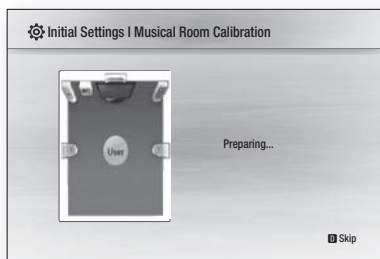 Initial Settings I Musical Room Calibration
User
Preparing...
D Skip